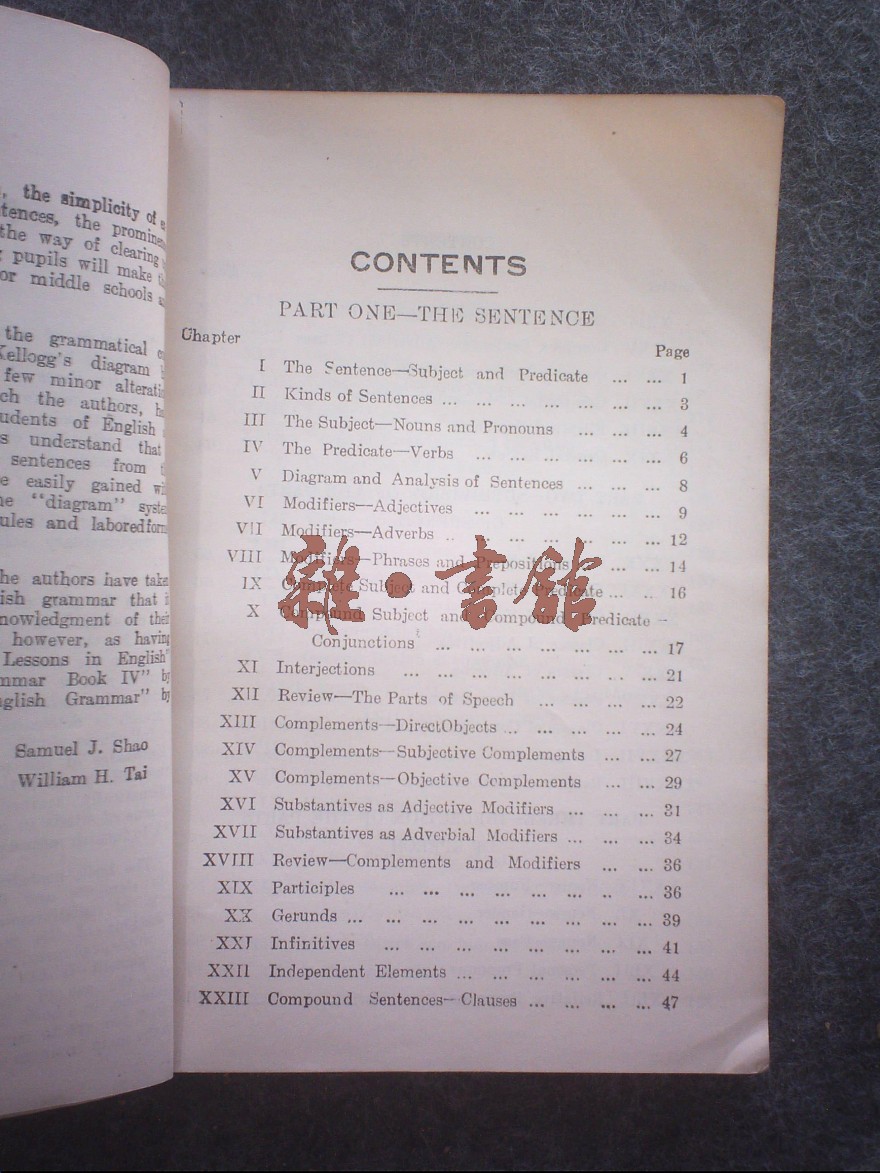 the simplicity of
tences, the
the way of clearing
pupils will make
or middle schools
the grammatical
Kellogg's diagram
few minor
ch the authors,
udents of English
s understand that
sentences from
e easily gained
"diagram"
ules and labored
he authors have
ish grammar that
nowledgment of
however, as having
Lessons in English"
mmar Book IV" by
glish Grammar" by
Samuel J. Shao
William H. Tai
CONTENTS
PART ONE—THE SENTENCE
Chapter Page
I The Sentence—Subject and Predicate ... ... 1
II Kinds of Sentences ... ... ... ... ... ... ... 3
III The Subject—Nouns and Pronouns ... ... ... 4
IV The Predicate—Verbs ... ... ... ... ... ... 6
V Diagram and Analysis of Sentences ... ... ... 8
VI Modifiers—Adjectives ... ... ... ... ... ... 9
VII Modifiers—Adverbs ... ... ... ... ... ... 12
VIII Modifiers—Phrases and Prepositions ... ... ... 14
IX Complete Subject and Complete Predicate ... ... 16
X Compound Subject and Compound Predicate—
Conjunctions ... ... ... ... ... ... ... 17
XI Interjections ... ... ... ... ... ... ... ... 21
XII Review—The Parts of Speech ... ... ... ... 22
XIII Complements—DirectObjects ... ... ... ... ... 24
XIV Complements—Subjective Complements ... ... 27
XV Complements—Objective Complements ... ... 29
XVI Substantives as Adjective Modifiers ... ... ... 31
XVII Substantives as Adverbial Modifiers ... ... ... 34
XVIII Review—Complements and Modifiers ... ... 36
XIX Participles ... ... ... ... ... ... ... ... 36
XX Gerunds ... ... ... ... ... ... ... ... ... 39
XXI Infinitives ... ... ... ... ... ... ... ... 41
XXII Independent Elements ... ... ... ... ... ... 44
XXIII Compound Sentences—Clauses ... ... ... ... 47
雜·書館